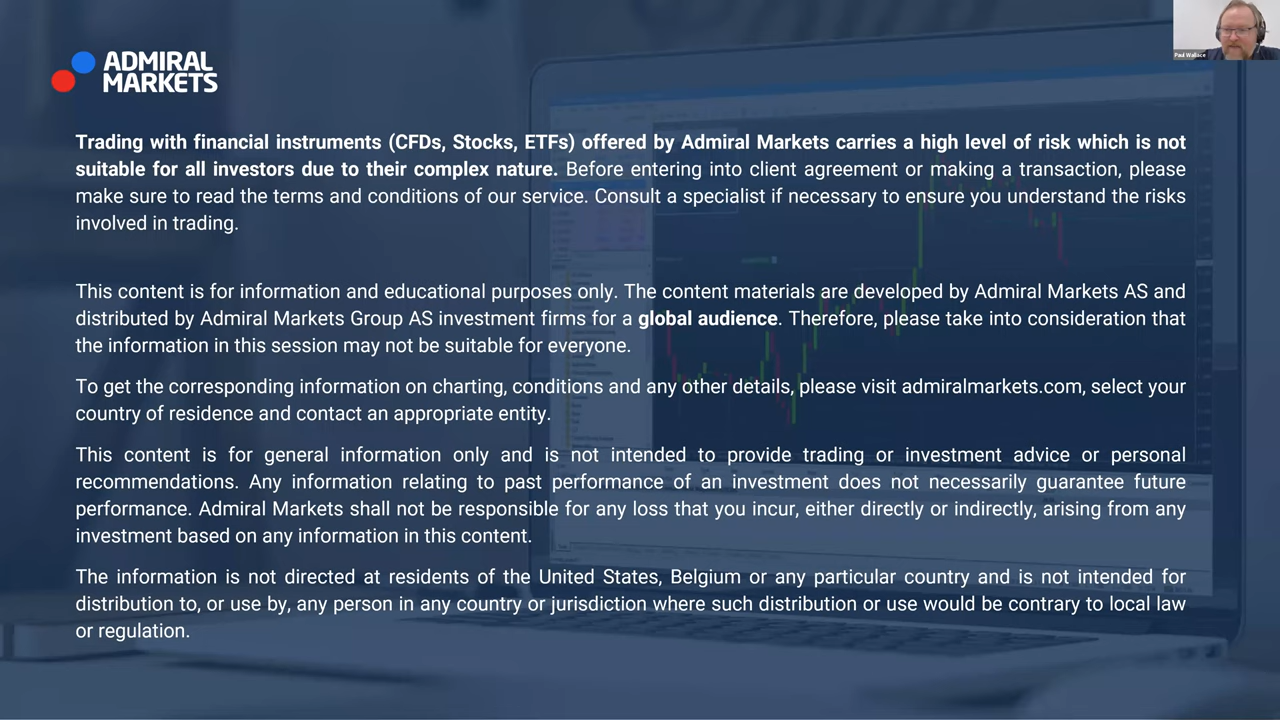 Paul Wallace
ADMIRAL
MARKETS
Trading with financial instruments (CFDs, Stocks, ETFs) offered by Admiral Markets carries a high level of risk which is not
suitable for all investors due to their complex nature. Before entering into client agreement or making a transaction, please
make sure to read the terms and conditions of our service. Consult a specialist if necessary to ensure you understand the risks
involved in trading.
This content is for information and educational purposes only. The content materials are developed by Admiral Markets AS and
distributed by Admiral Markets Group AS investment firms for a global audience. Therefore, please take into consideration that
the information in this session may not be suitable for everyone.
To get the corresponding information on charting, conditions and any other details, please visit admiralmarkets.com, select your
country of residence and contact an appropriate entity.
This content is for general information only and is not intended to provide trading or investment advice or personal
recommendations. Any information relating to past performance of an investment does not necessarily guarantee future
performance. Admiral Markets shall not be responsible for any loss that you incur, either directly or indirectly, arising from any
investment based on any information in this content.
The information is not directed at residents of the United States, Belgium or any particular country and is not intended for
distribution to, or use by, any person in any country or jurisdiction where such distribution or use would be contrary to local law
or regulation.